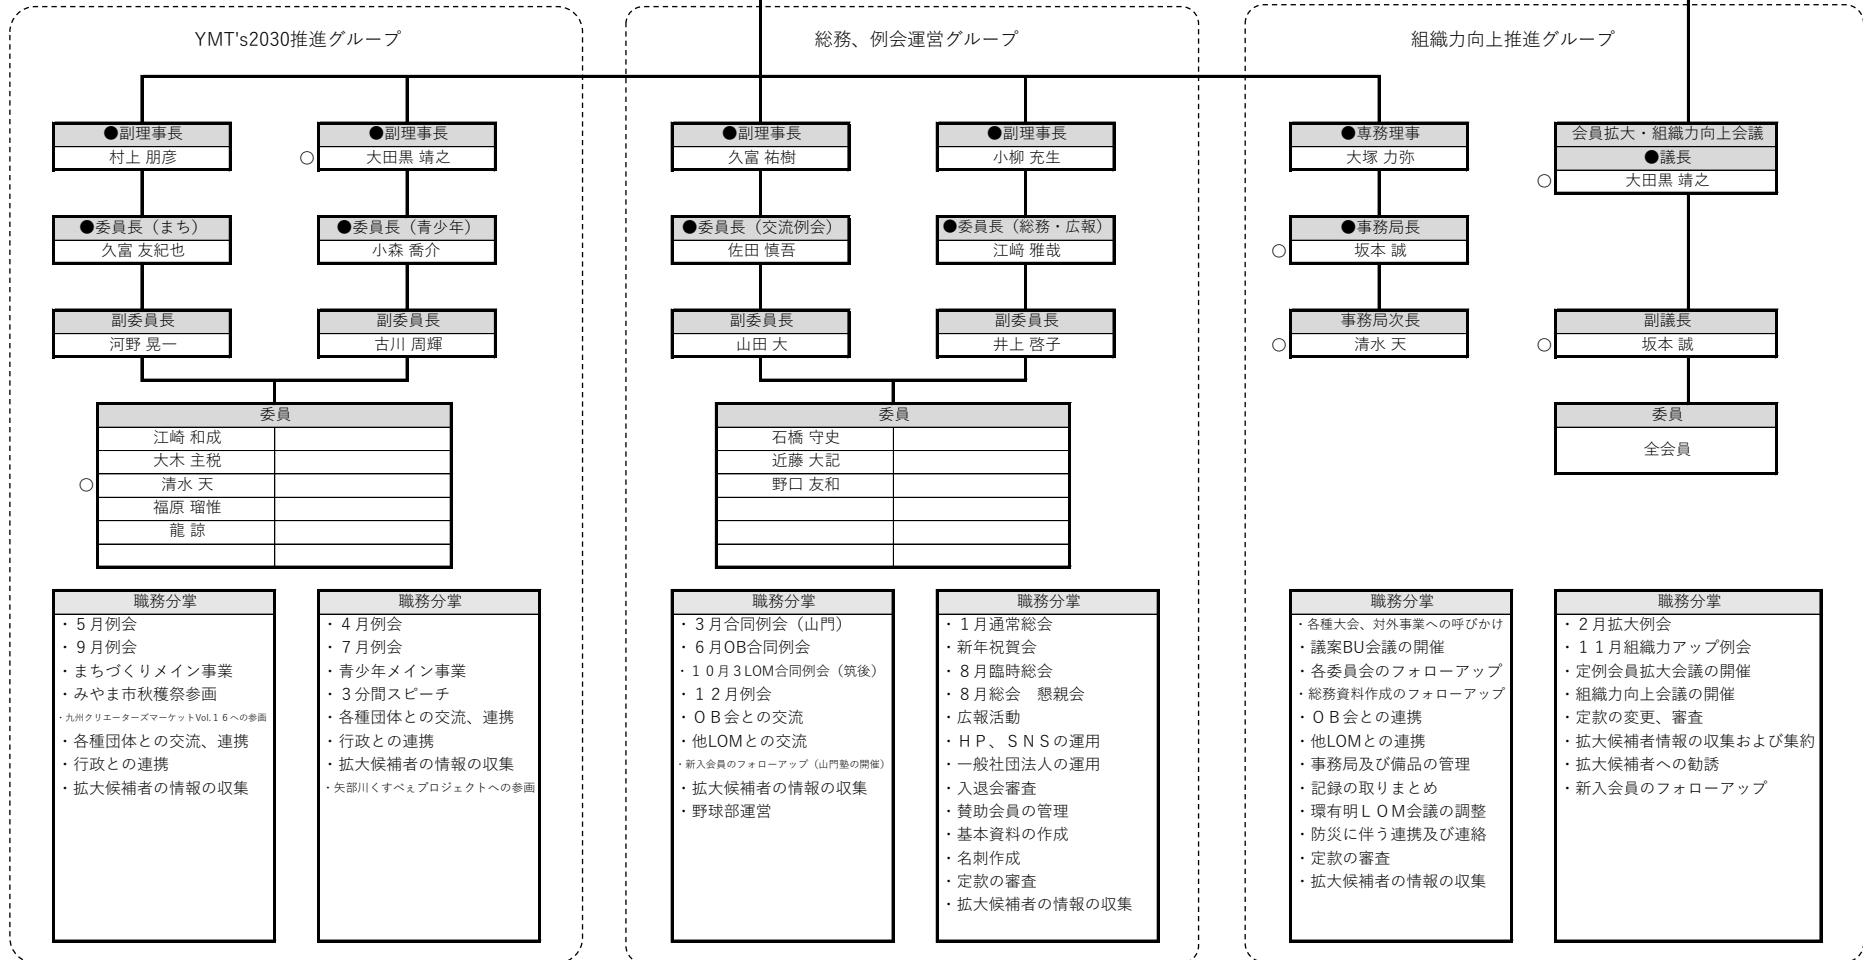 YMT's2030推進グループ
●副理事長
村上 朋彦
●委員長（まち）
久富 友紀也
副委員長
河野 晃一
●副理事長
○ 大田黒 靖之
●委員長（青少年）
小森 喬介
副委員長
古川 周輝
委員
江崎 和成
大木 主税
○ 清水 天
福原 瑠惟
龍 諒
職務分掌
・５月例会
・９月例会
・まちづくりメイン事業
・みやま市秋穫祭参画
・九州クリエーターズマーケットVol.１６への参画
・各種団体との交流、連携
・行政との連携
・拡大候補者の情報の収集
職務分掌
・４月例会
・７月例会
・青少年メイン事業
・３分間スピーチ
・各種団体との交流、連携
・行政との連携
・拡大候補者の情報の収集
・矢部川くすべぇプロジェクトへの参画
総務、例会運営グループ
●副理事長
久富 祐樹
●委員長（交流例会）
佐田 慎吾
副委員長
山田 大
●副理事長
小柳 充生
●委員長（総務・広報）
江﨑 雅哉
副委員長
井上 啓子
委員
石橋 守史
近藤 大記
野口 友和
職務分掌
・３月合同例会（山門）
・６月OB合同例会
・１０月３LOM合同例会（筑後）
・１２月例会
・ＯＢ会との交流
・他LOMとの交流
・新入会員のフォローアップ（山門塾の開催）
・拡大候補者の情報の収集
・野球部運営
職務分掌
・１月通常総会
・新年祝賀会
・８月臨時総会
・８月総会　懇親会
・広報活動
・ＨＰ、ＳＮＳの運用
・一般社団法人の運用
・入退会審査
・賛助会員の管理
・基本資料の作成
・名刺作成
・定款の審査
・拡大候補者の情報の収集
組織力向上推進グループ
●専務理事
大塚 力弥
●事務局長
○ 坂本 誠
事務局次長
○ 清水 天
会員拡大・組織力向上会議
●議長
○ 大田黒 靖之
副議長
○ 坂本 誠
委員
全会員
職務分掌
・各種大会、対外事業への呼びかけ
・議案BU会議の開催
・各委員会のフォローアップ
・総務資料作成のフォローアップ
・ＯＢ会との連携
・他LOMとの連携
・事務局及び備品の管理
・記録の取りまとめ
・環有明ＬＯＭ会議の調整
・防災に伴う連携及び連絡
・定款の審査
・拡大候補者の情報の収集
職務分掌
・２月拡大例会
・１１月組織力アップ例会
・定例会員拡大会議の開催
・組織力向上会議の開催
・定款の変更、審査
・拡大候補者情報の収集および集約
・拡大候補者への勧誘
・新入会員のフォローアップ